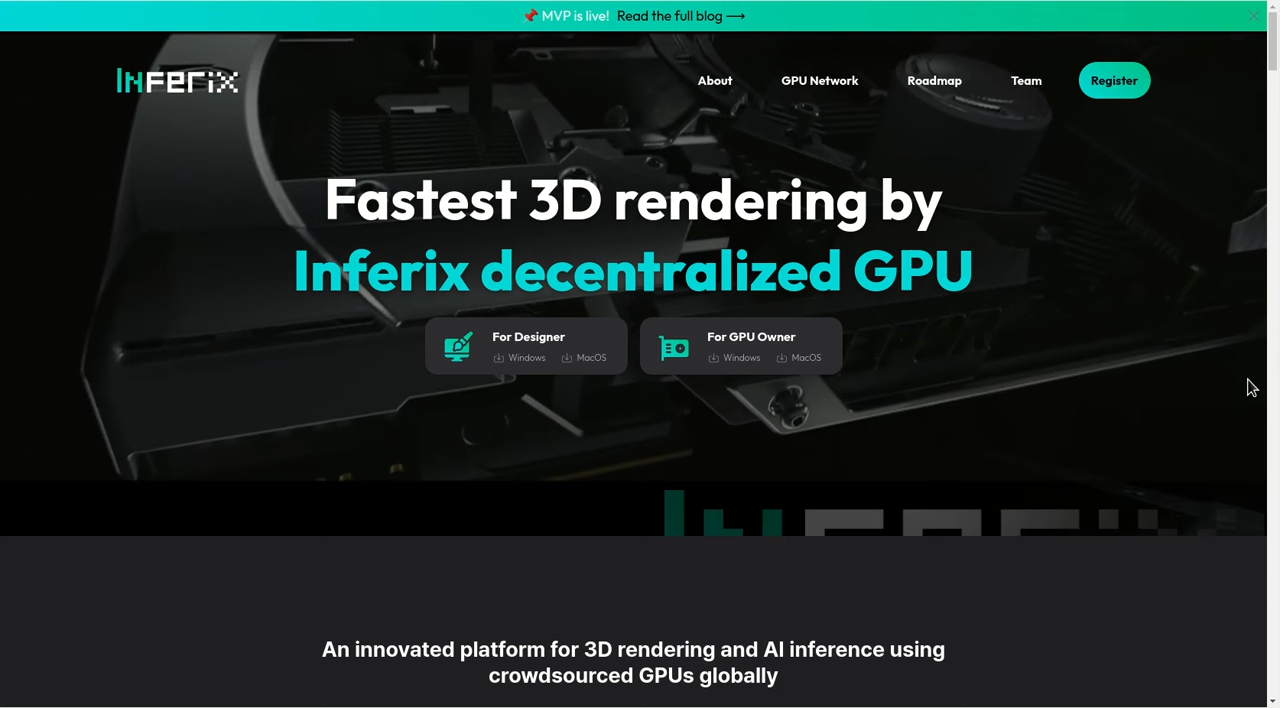 📌 MVP is live! Read the full blog ⟶
Inferix
About
GPU Network
Roadmap
Team
Register
Fastest 3D rendering by
Inferix decentralized GPU
For Designer
Windows
MacOS
For GPU Owner
Windows
MacOS
An innovated platform for 3D rendering and AI inference using
crowdsourced GPUs globally